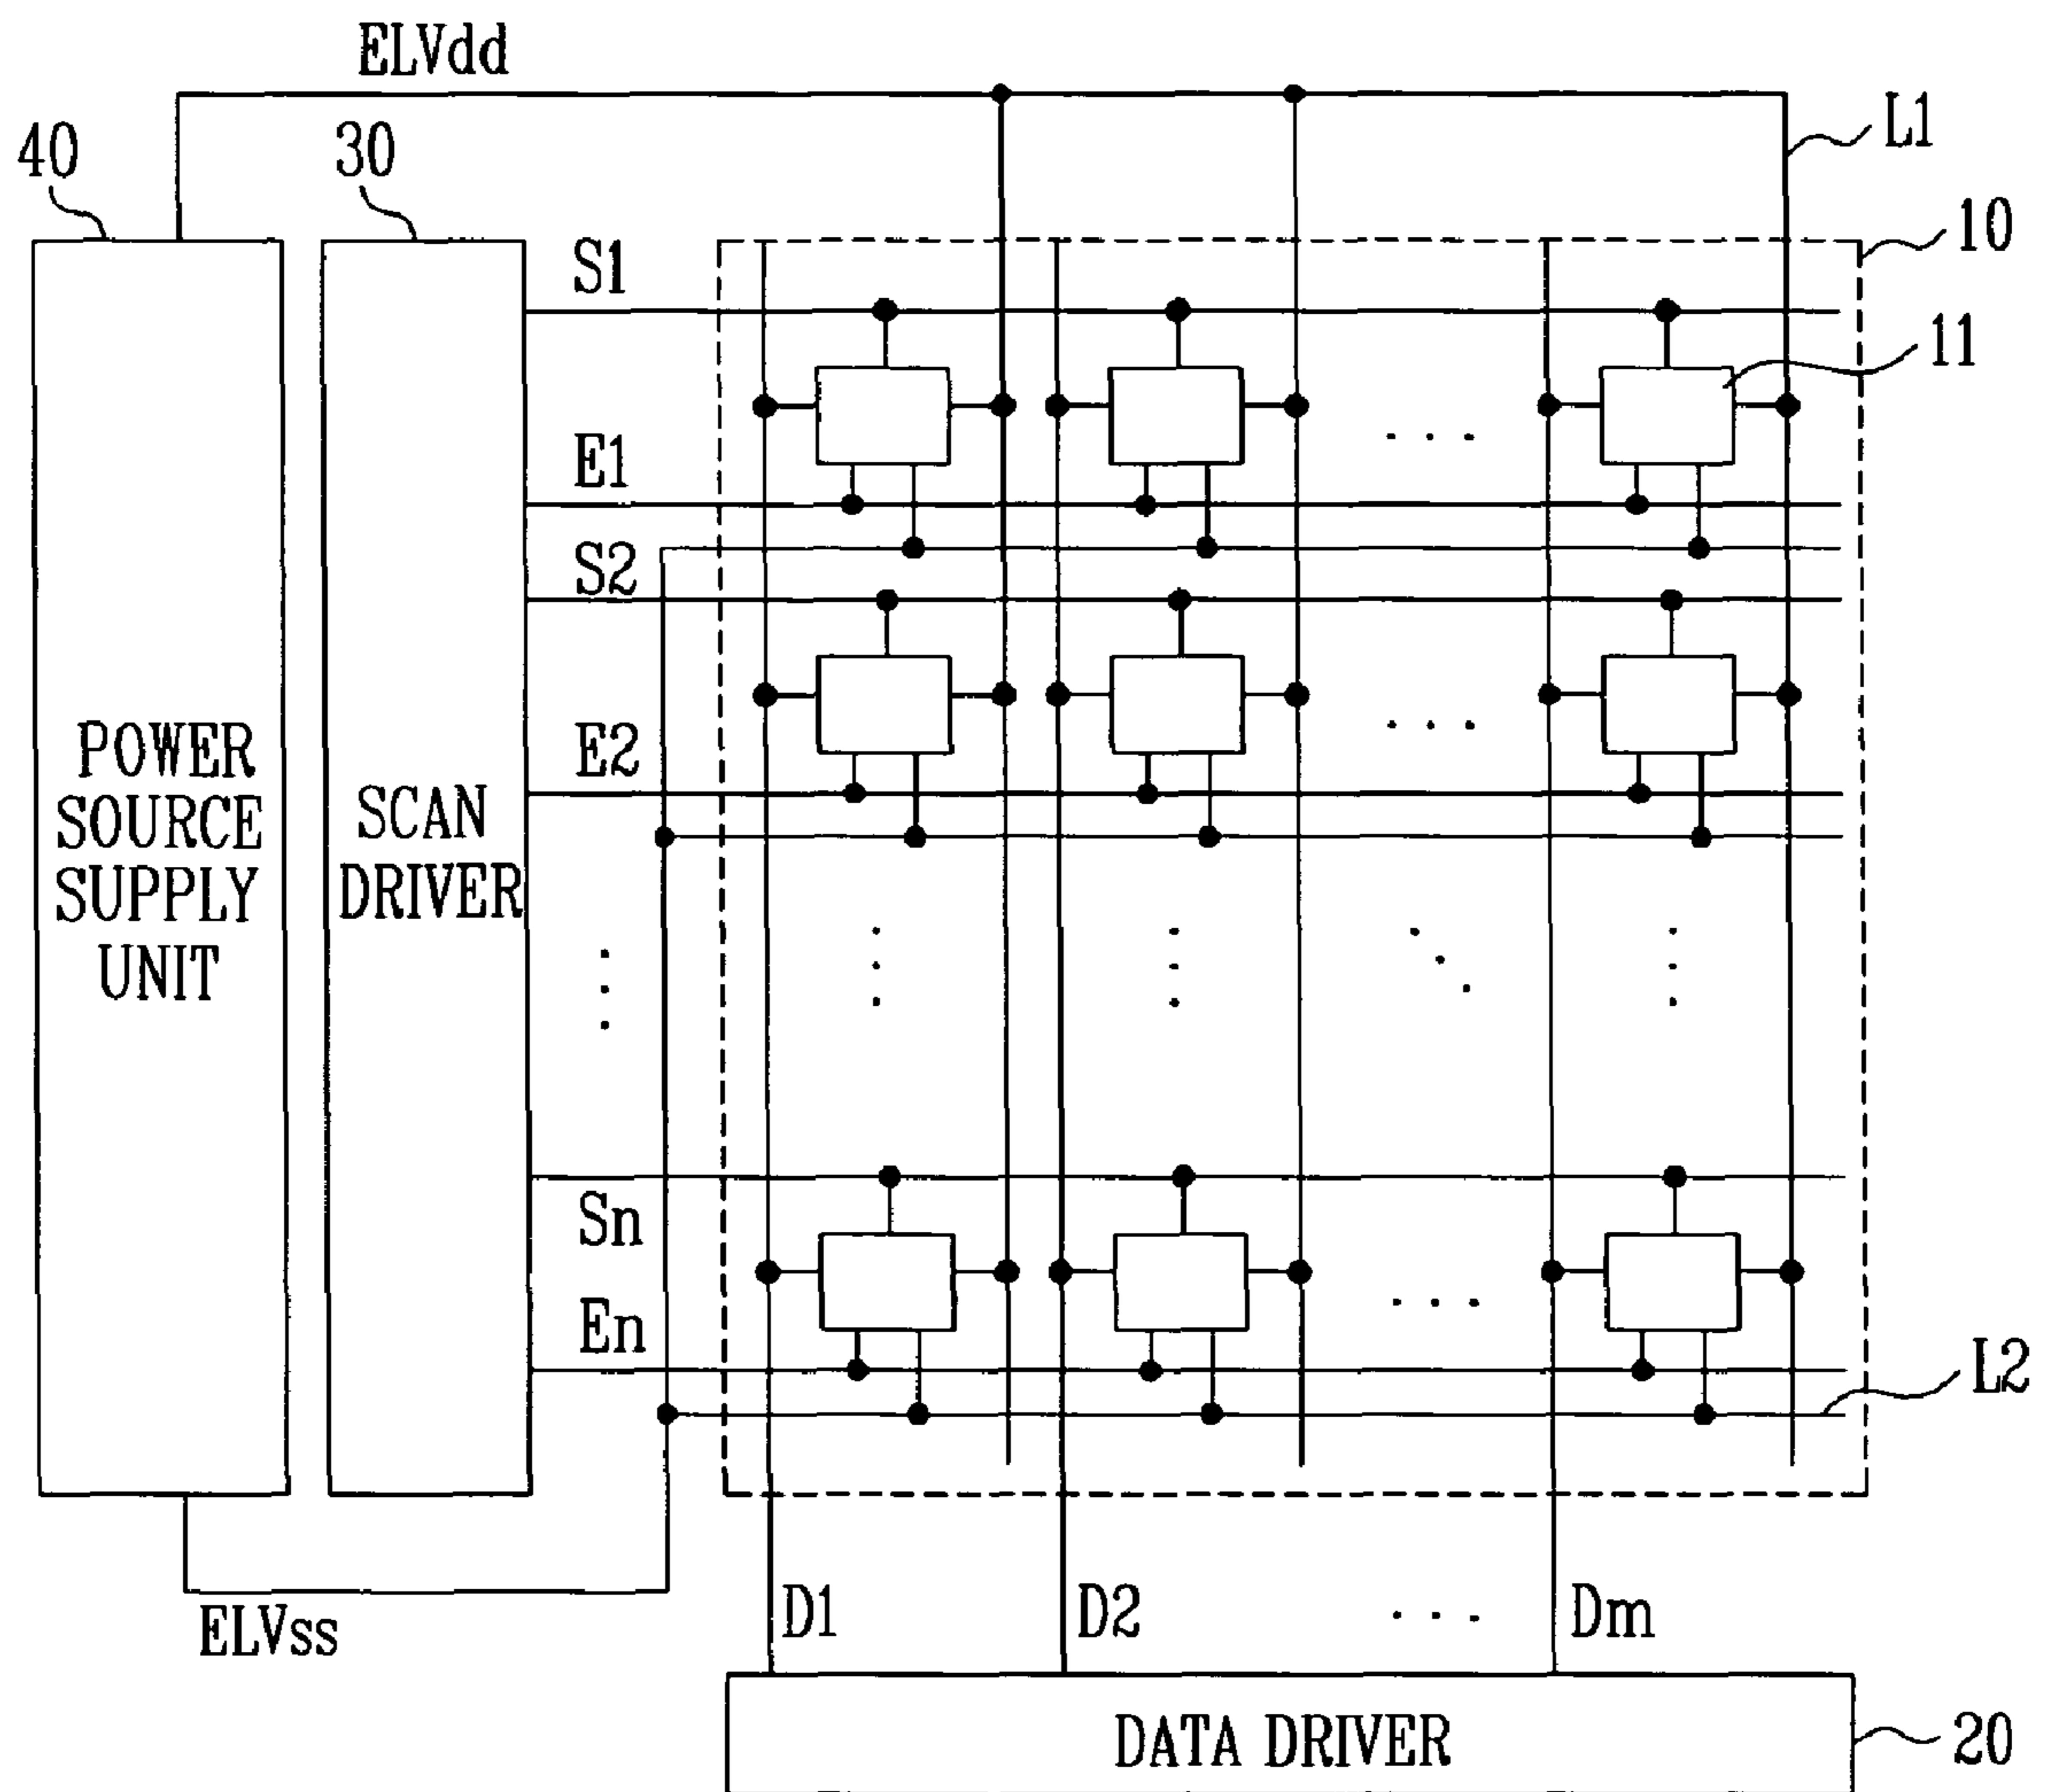 ELVdd
40
30
L1
10
S1
11
E1
S2
E2
POWER
SOURCE
SUPPLY
UNIT
SCAN
DRIVER
Sn
En
L2
ELVss
D1
D2
Dm
DATA DRIVER
20